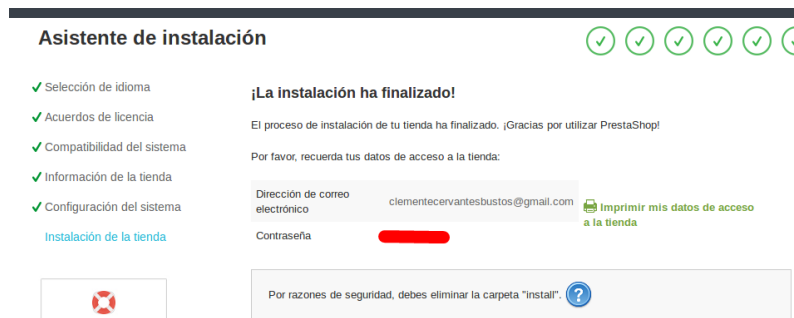 Asistente de instalación
Selección de idioma
Acuerdos de licencia
Compatibilidad del sistema
Información de la tienda
Configuración del sistema
Instalación de la tienda
¡La instalación ha finalizado!
El proceso de instalación de tu tienda ha finalizado. ¡Gracias por utilizar PrestaShop!
Por favor, recuerda tus datos de acceso a la tienda:
Dirección de correo
electrónico
clementecervantesbustos@gmail.com
Imprimir mis datos de acceso
a la tienda
Contraseña
Por razones de seguridad, debes eliminar la carpeta "install". ?